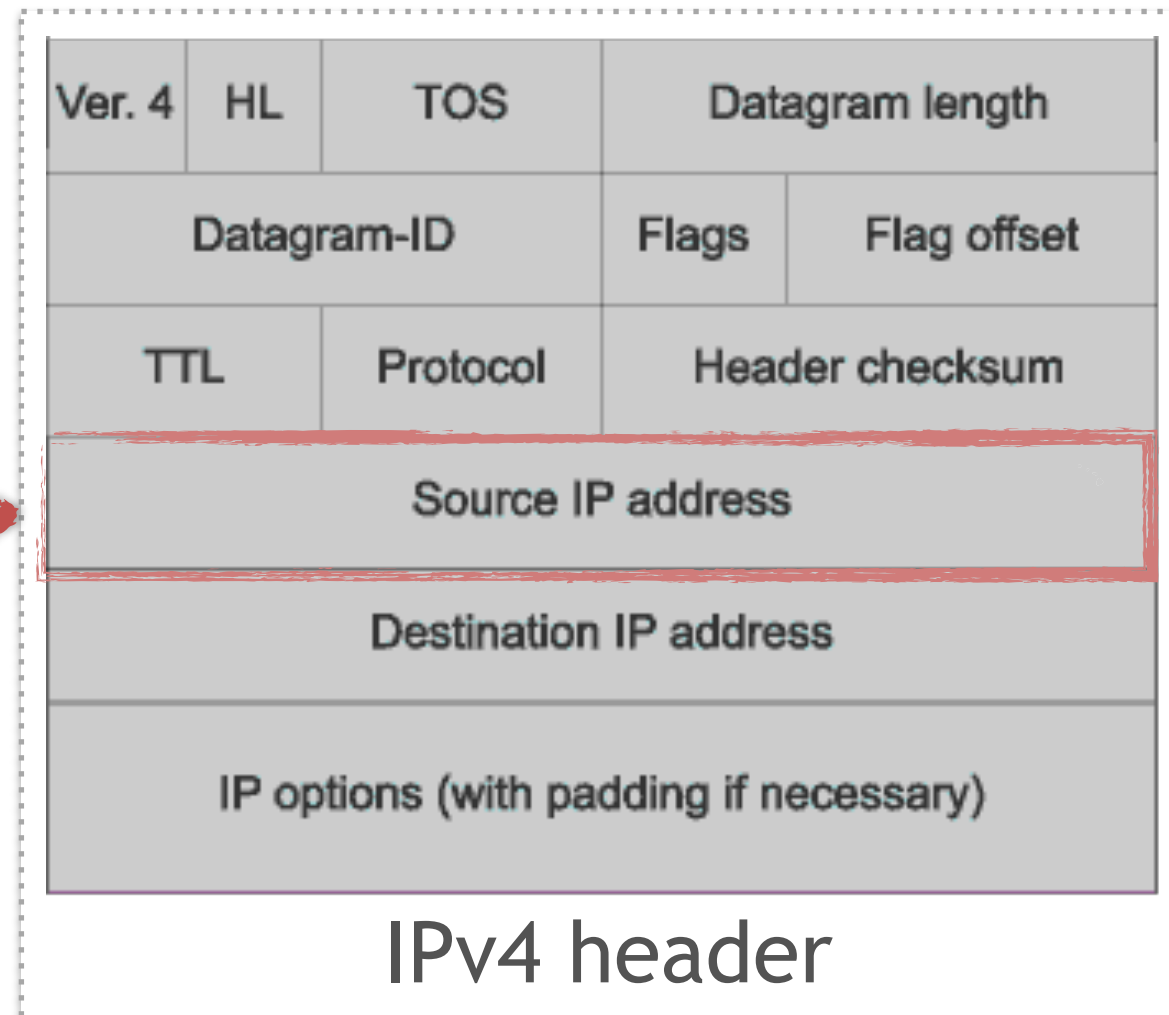 Ver. 4 HL TOS Datagram length
Datagram-ID Flags Flag offset
TTL Protocol Header checksum
Source IP address
Destination IP address
IP options (with padding if necessary)
IPv4 header